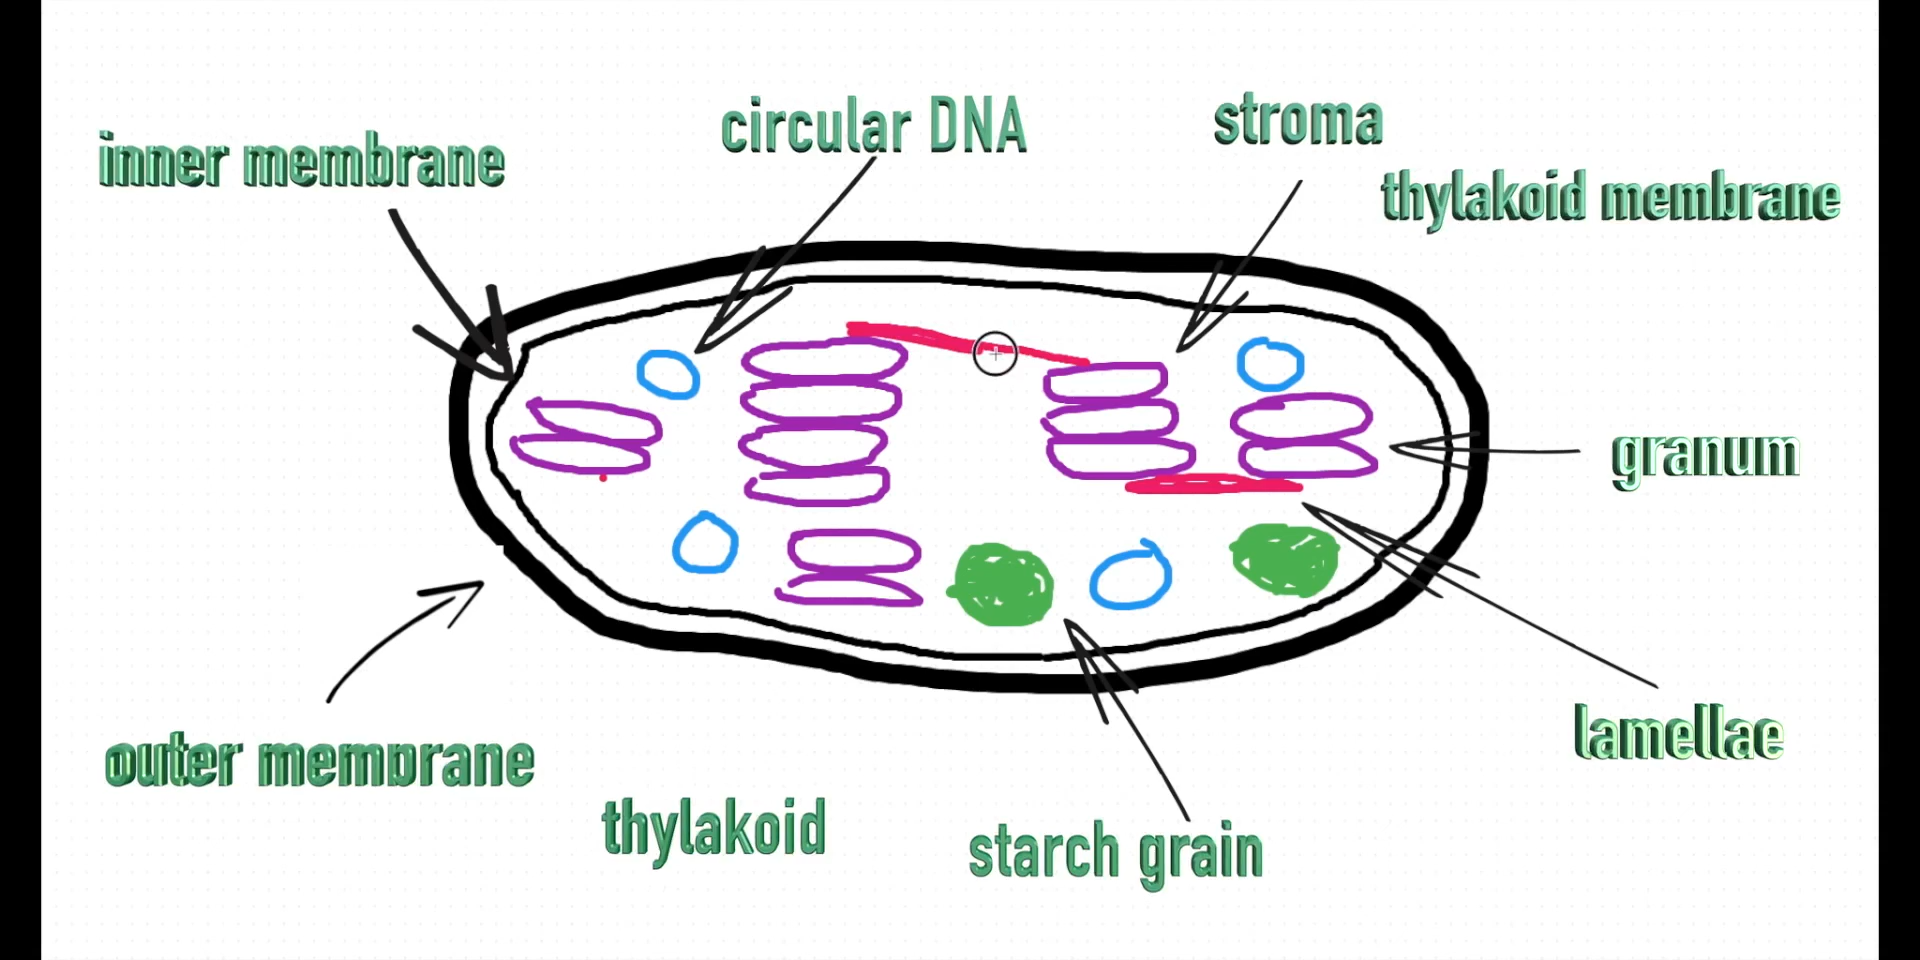 circular DNA
stroma
inner membrane
thylakoid membrane
granum
lamellae
outer membrane
thylakoid
starch grain